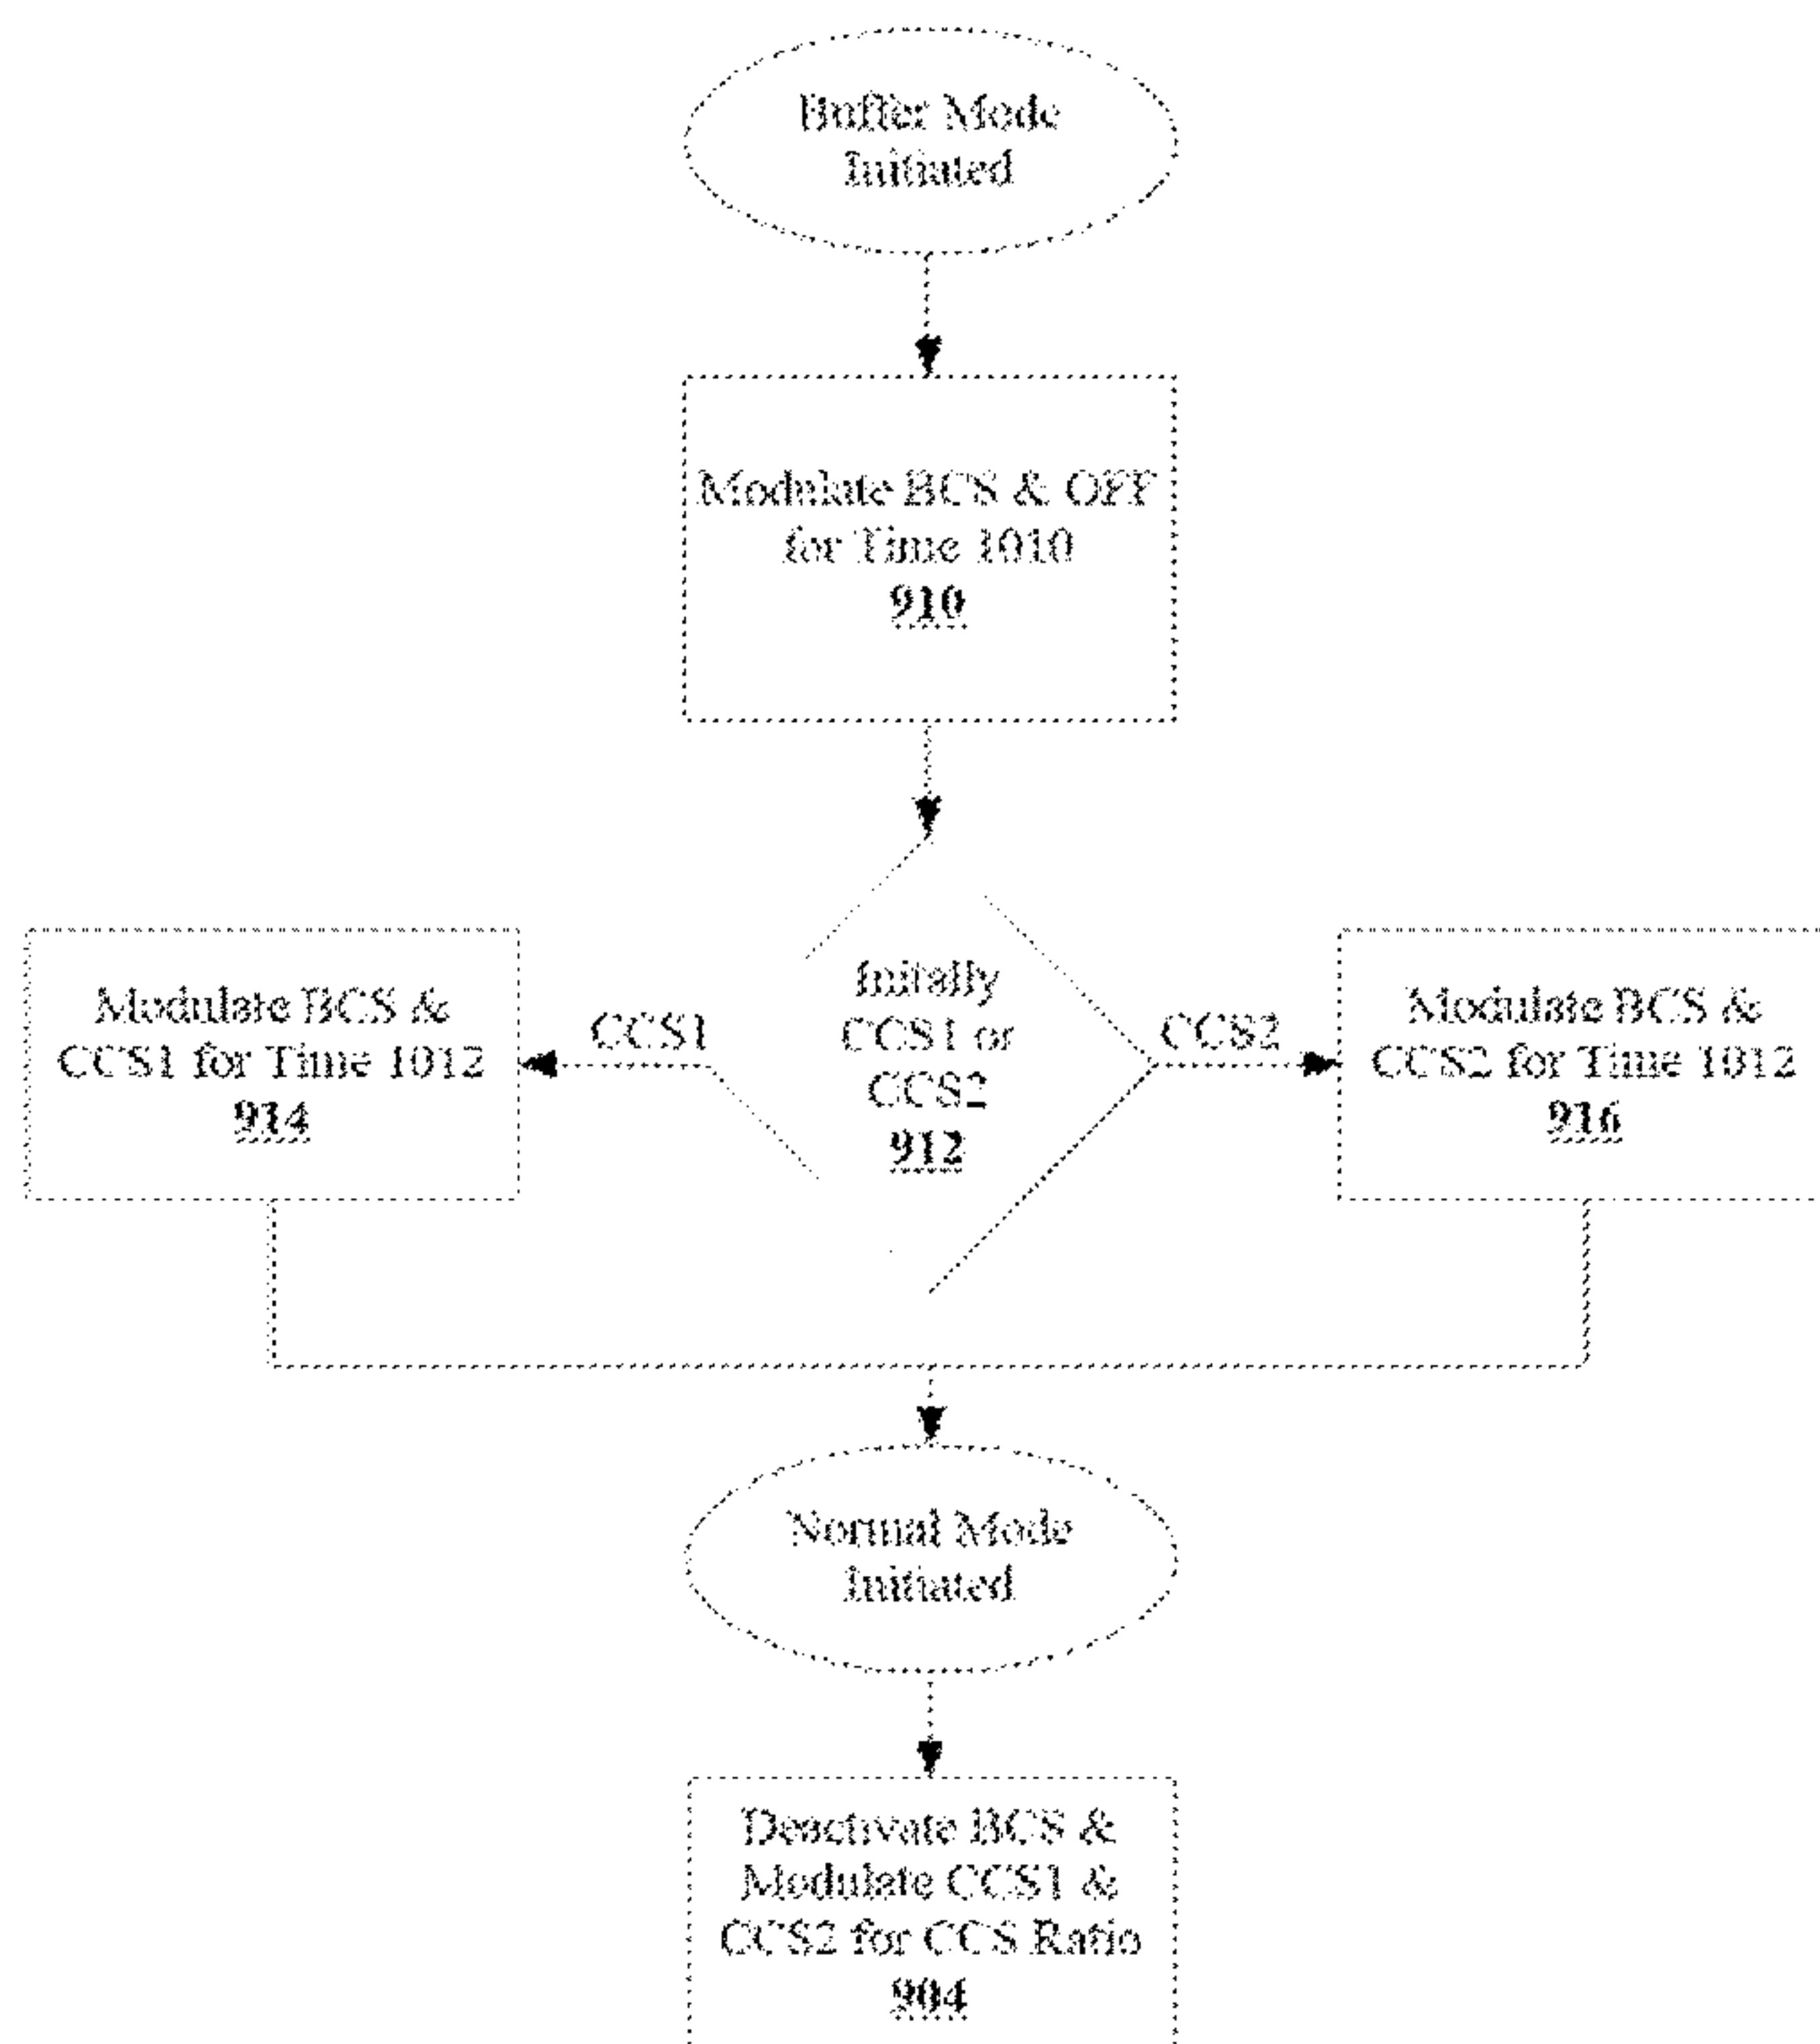 Buffer Mode
Initiated
Modulate BCS & OFF
for Time 1010
910
Initally
CCS1 or
CCS2
912
CCS1
CCS2
Modulate BCS &
CCS1 for Time 1012
914
Modulate BCS &
CCS2 for Time 1012
916
Normal Mode
Initiated
Deactivate BCS &
Modulate CCS1 &
CCS2 for CCS Ratio
904